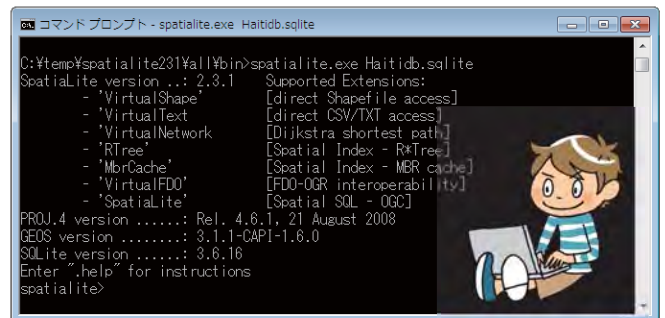 コマンド プロンプト - spatialite.exe Haitidb.sqlite
C:¥temp¥spatialite231¥all¥bin>spatialite.exe Haitidb.sqlite
SpatiaLite version ..: 2.3.1 Supported Extensions:
- 'VirtualShape' [direct Shapefile access]
- 'VirtualText' [direct CSV/TXT access]
- 'VirtualNetwork [Dijkstra shortest path]
- 'RTree' [Spatial Index - R*Tree]
- 'MbrCache' [Spatial Index - MBR cache]
- 'VirtualFDO' [FDO-OGR interoperability]
- 'SpatiaLite' [Spatial SQL - OGC]
PROJ.4 version ......: Rel. 4.6.1, 21 August 2008
GEOS version ........: 3.1.1-CAPI-1.6.0
SQLite version ......: 3.6.16
Enter ".help" for instructions
spatialite>